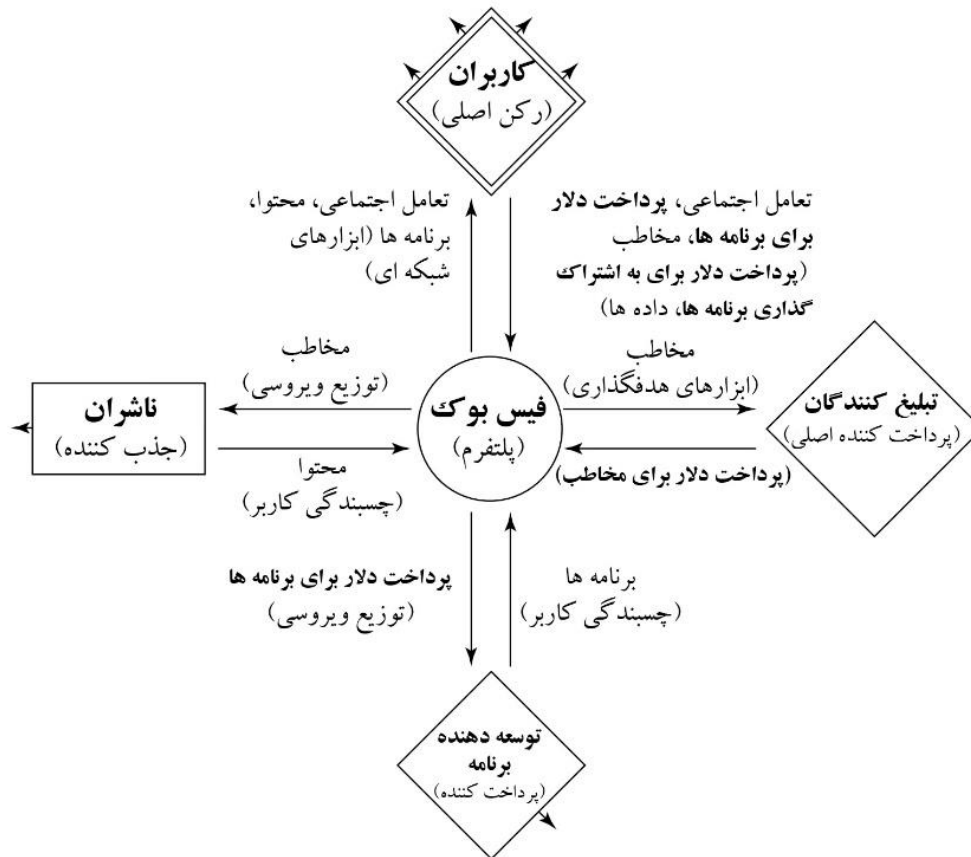 کاربران
(رکن اصلی)
تعامل اجتماعی، پرداخت دلار
برای برنامه ها، مخاطب
(پرداخت دلار برای به اشتراک
گذاری برنامه ها، داده ها)
تعامل اجتماعی، محتوا،
برنامه ها (ابزارهای
شبکه ای)
مخاطب
(ابزارهای هدفگذاری)
مخاطب
(توزیع ویروسی)
تبلیغ کنندگان
(پرداخت کننده اصلی)
فیس بوک
(پلتفرم)
ناشران
(جذب کننده)
(پرداخت دلار برای مخاطب)
محتوا
(چسبندگی کاربر)
برنامه ها
(چسبندگی کاربر)
پرداخت دلار برای برنامه ها
(توزیع ویروسی)
توسعه دهنده
برنامه
(پرداخت کننده)